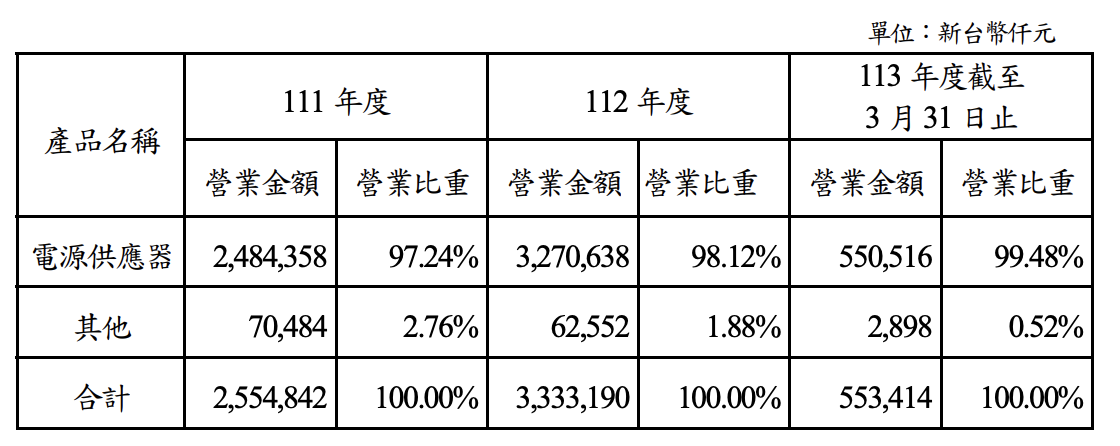 單位：新台幣仟元
產品名稱 111 年度 112 年度 113 年度截至
3 月 31 日止
營業金額 營業比重 營業金額 營業比重 營業金額 營業比重
電源供應器 2,484,358 97.24% 3,270,638 98.12% 550,516 99.48%
其他 70,484 2.76% 62,552 1.88% 2,898 0.52%
合計 2,554,842 100.00% 3,333,190 100.00% 553,414 100.00%